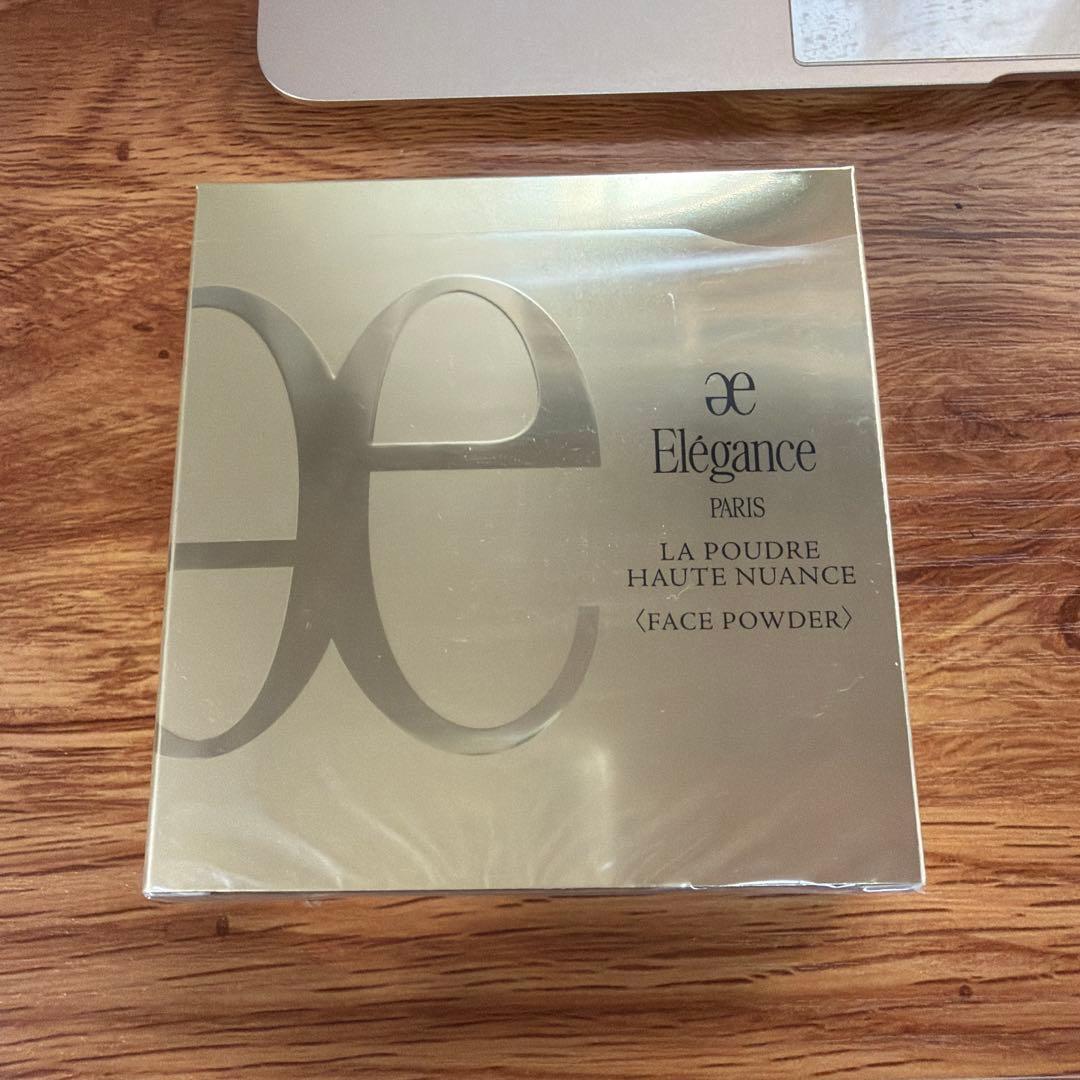 Elégance
PARIS
LA POUDRE
HAUTE NUANCE
〈FACE POWDER〉